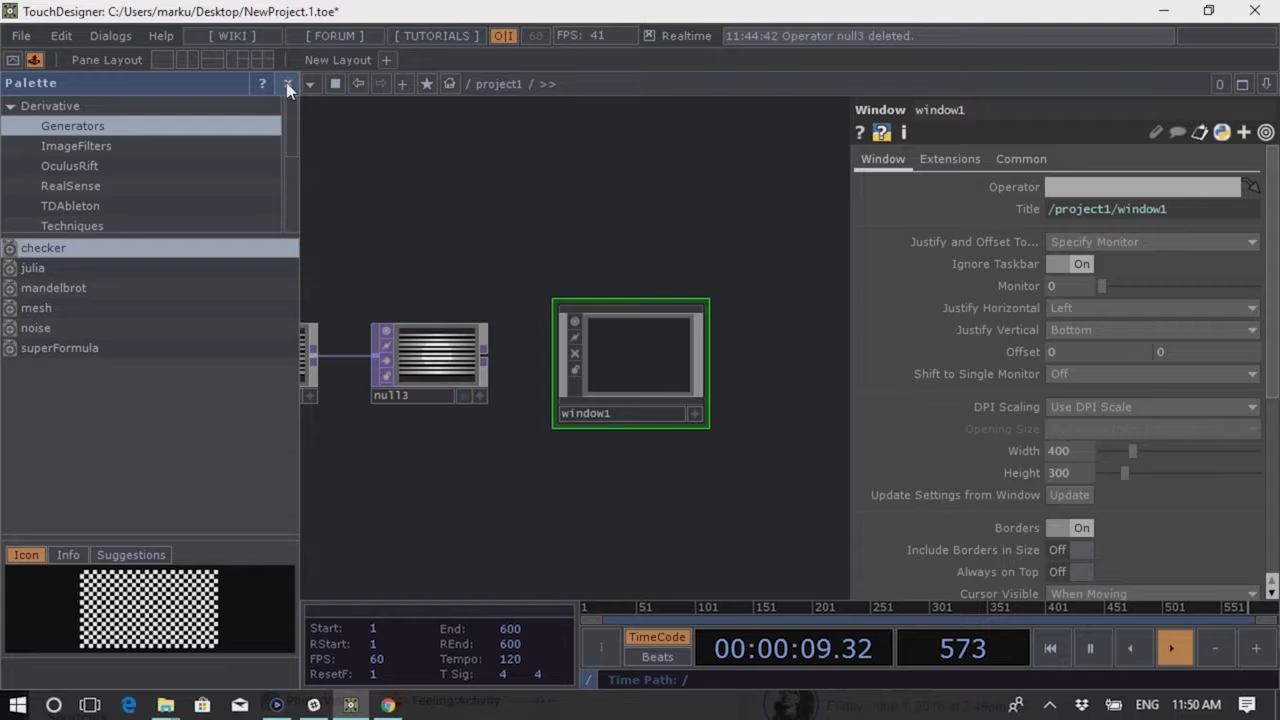 TouchDesigner: C:/Users/marku/Desktop/NewProject.1.toe*
File Edit Dialogs Help [ WIKI ] [ FORUM ] [ TUTORIALS ] O|I 60 FPS: 41 Realtime 11:44:42 Operator null3 deleted.
Pane Layout New Layout +
Palette ? / project1 / >> 0
Derivative
Generators
ImageFilters
OculusRift
RealSense
TDAbleton
Techniques
checker
julia
mandelbrot
mesh
noise
superFormula
Icon Info Suggestions
null3
window1
Window window1
? ? i
Window Extensions Common
Operator
Title /project1/window1
Justify and Offset To... Specify Monitor
Ignore Taskbar On
Monitor 0
Justify Horizontal Left
Justify Vertical Bottom
Offset 0 0
Shift to Single Monitor Off
DPI Scaling Use DPI Scale
Opening Size
Width 400
Height 300
Update Settings from Window Update
Borders On
Include Borders in Size Off
Always on Top Off
Cursor Visible When Moving
1 51 101 151 201 251 301 351 401 451 501 551
Start: 1 End: 600
RStart: 1 REnd: 600
FPS: 60 Tempo: 120
ResetF: 1 T Sig: 4 4
TimeCode
Beats
00:00:09.32 573
/ Time Path: /
ENG 11:50 AM